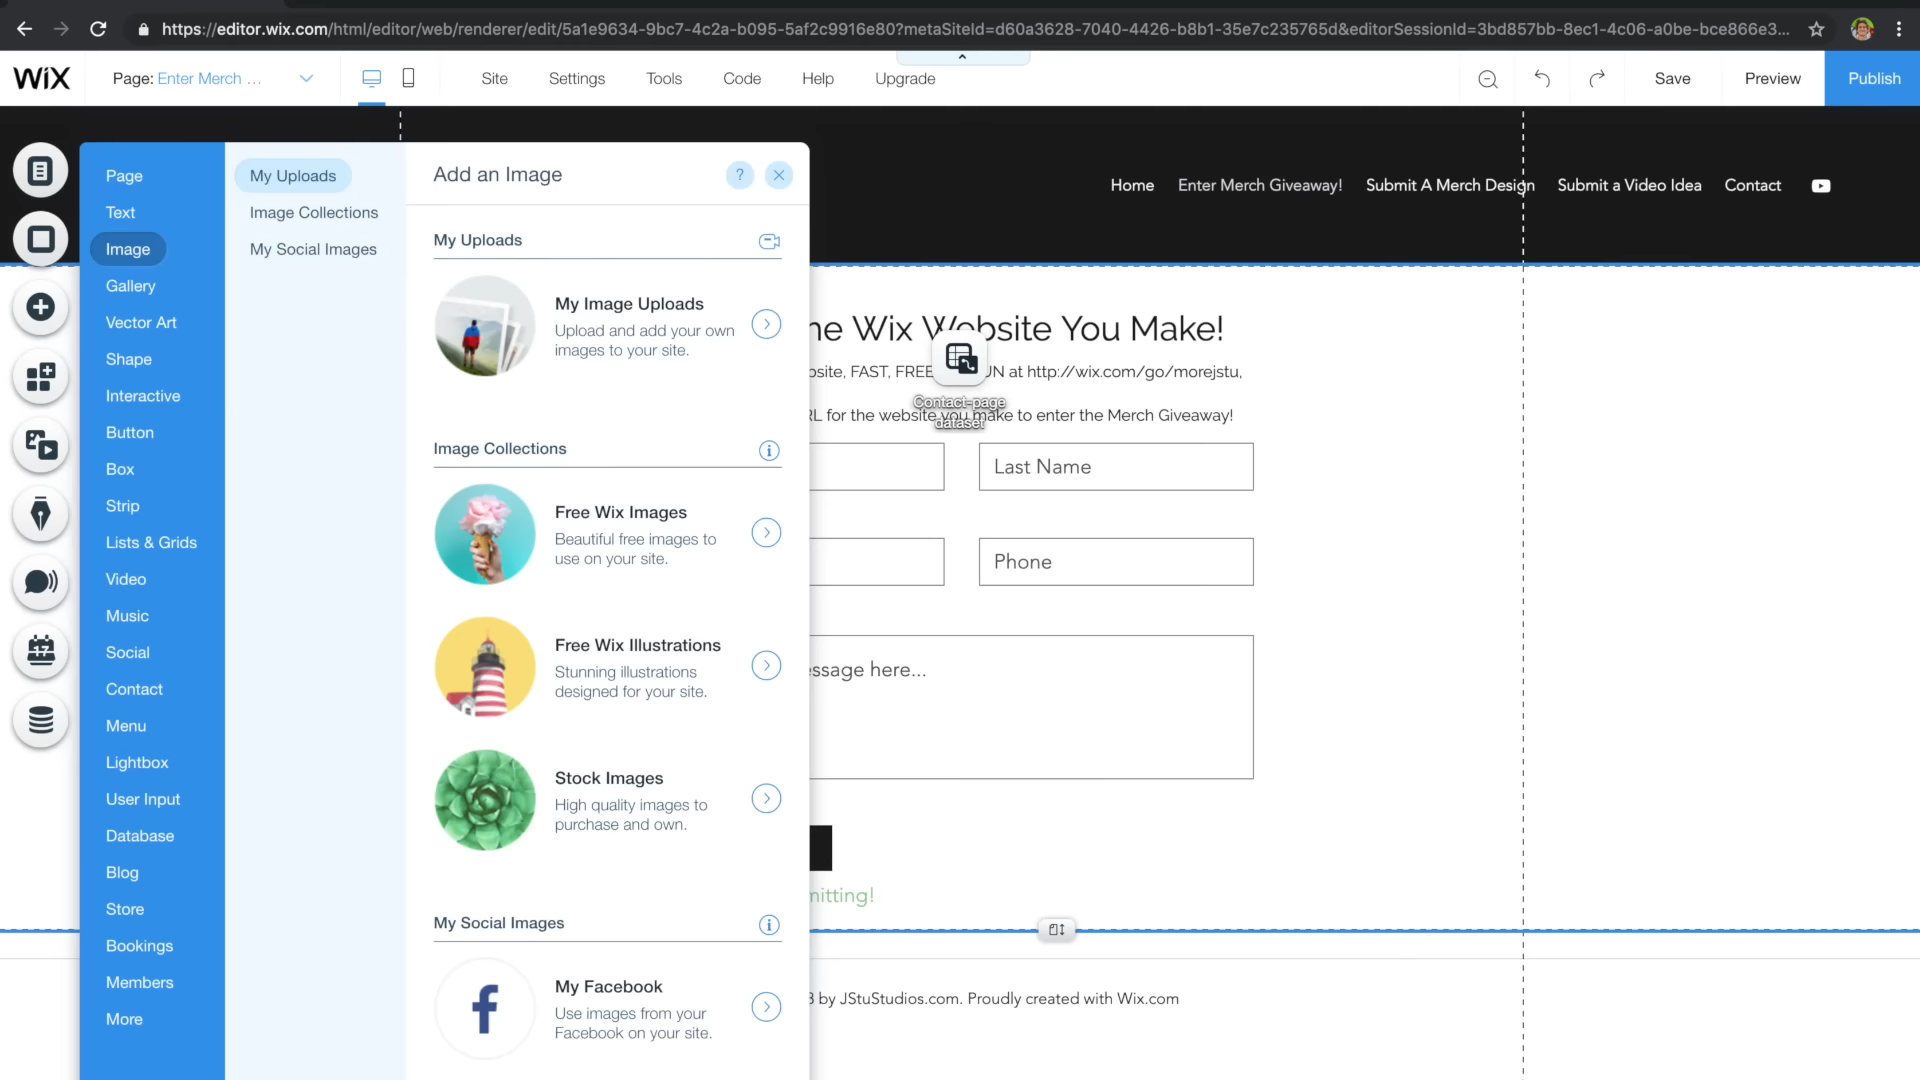 https://editor.wix.com/html/editor/web/renderer/edit/5a1e9634-9bc7-4c2a-b095-5af2c9916e80?metaSiteId=d60a3628-7040-4426-b8b1-35e7c235765d&editorSessionId=3bd857bb-8ec1-4c06-a0be-bce866e3...
WiX Page: Enter Merch ... Site Settings Tools Code Help Upgrade Save Preview Publish
Home Enter Merch Giveaway! Submit A Merch Design Submit a Video Idea Contact
Page
Text
Image
Gallery
Vector Art
Shape
Interactive
Button
Box
Strip
Lists & Grids
Video
Music
Social
Contact
Menu
Lightbox
User Input
Database
Blog
Store
Bookings
Members
More
17
My Uploads
Image Collections
My Social Images
Add an Image ?
My Uploads
My Image Uploads
Upload and add your own
images to your site.
Image Collections
Free Wix Images
Beautiful free images to
use on your site.
Free Wix Illustrations
Stunning illustrations
designed for your site.
Stock Images
High quality images to
purchase and own.
My Social Images
My Facebook
Use images from your
Facebook on your site.
he Wix Website You Make!
bsite, FAST, FREE UN at http://wix.com/go/morejstu,
Contact-page
dataset
RL for the website you make to enter the Merch Giveaway!
Last Name
Phone
ssage here...
mitting!
by JStuStudios.com. Proudly created with Wix.com